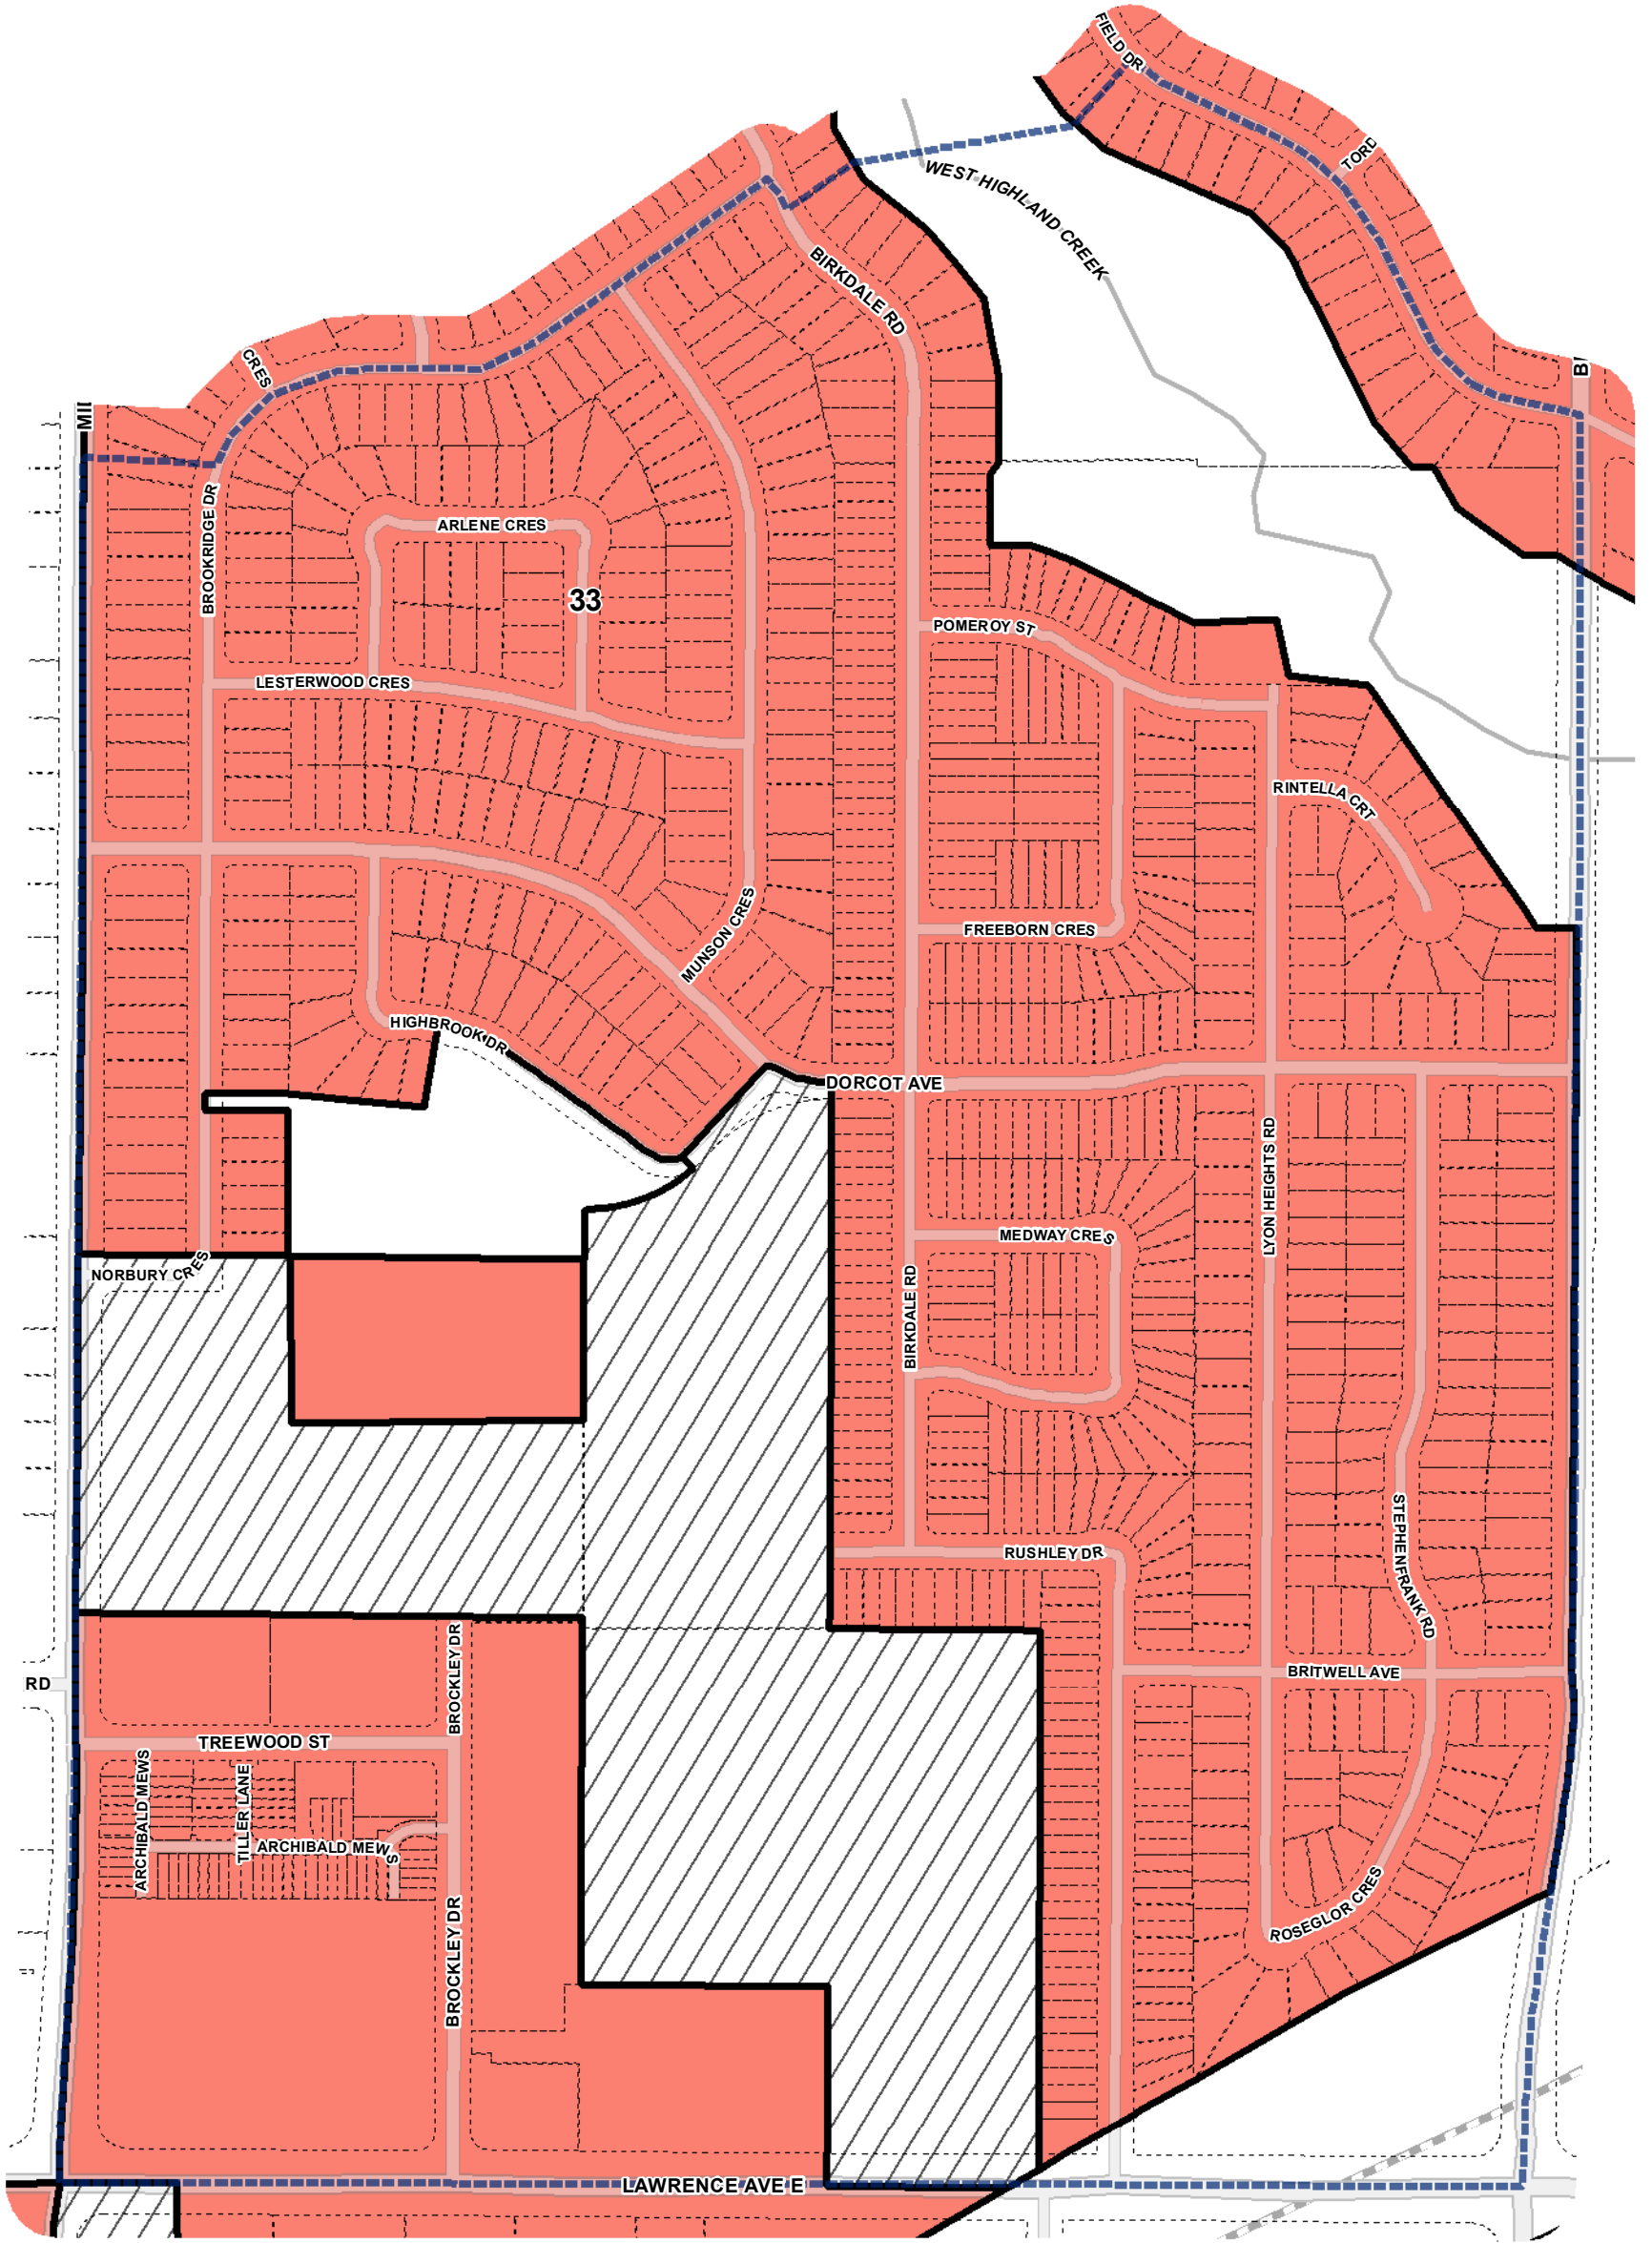 FIELD DR
TORD
WEST HIGHLAND CREEK
BIRKDALE RD
CRES
B
MII
BROOKRIDGE DR
ARLENE CRES
33
POMEROY ST
LESTERWOOD CRES
RINTELLA CRT
MUNSON CRES
FREEBORN CRES
HIGHBROOK DR
DORCOT AVE
LYON HEIGHTS RD
MEDWAY CRES
NORBURY CRES
BIRKDALE RD
STEPHENFRANK RD
RUSHLEY DR
BROCKLEY DR
BRITWELL AVE
RD
TREEWOOD ST
ARCHIBALD MEWS
TILLER LANE
ARCHIBALD MEWS
ROSEGLOR CRES
BROCKLEY DR
LAWRENCE AVE E